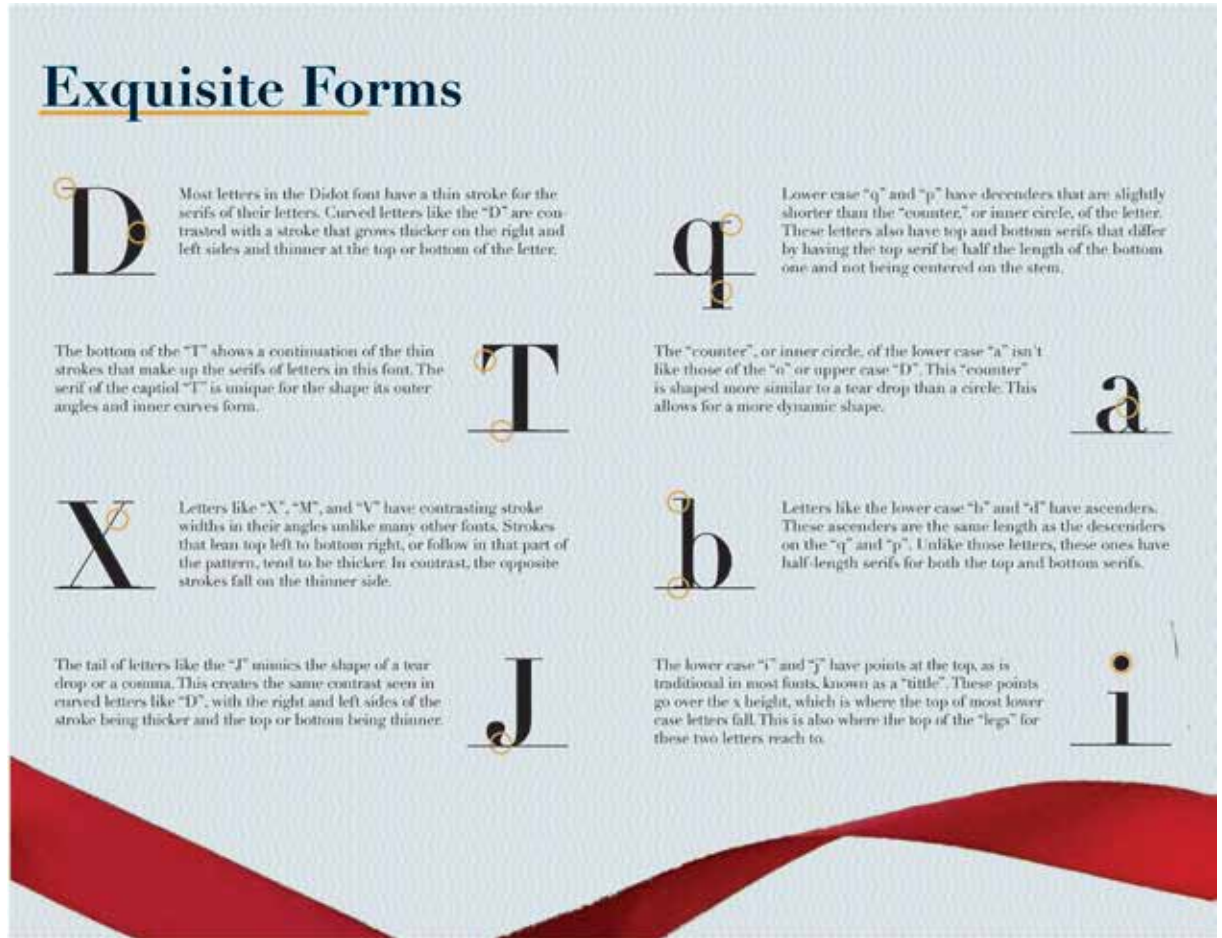 Exquisite Forms
D
Most letters in the Didot font have a thin stroke for the
serifs of their letters. Curved letters like the “D” are con-
trasted with a stroke that grows thicker on the right and
left sides and thinner at the top or bottom of the letter.
The bottom of the “T” shows a continuation of the thin
strokes that make up the serifs of letters in this font. The
serif of the captiol “T” is unique for the shape its outer
angles and inner curves form.
T
X
Letters like “X”, “M”, and “V” have contrasting stroke
widths in their angles unlike many other fonts. Strokes
that lean top left to bottom right, or follow in that part of
the pattern, tend to be thicker. In contrast, the opposite
strokes fall on the thinner side.
The tail of letters like the “J” mimics the shape of a tear
drop or a comma. This creates the same contrast seen in
curved letters like “D”, with the right and left sides of the
stroke being thicker and the top or bottom being thinner.
J
q
Lower case “q” and “p” have decenders that are slightly
shorter than the “counter,” or inner circle, of the letter.
These letters also have top and bottom serifs that differ
by having the top serif be half the length of the bottom
one and not being centered on the stem.
The “counter”, or inner circle, of the lower case “a” isn’t
like those of the “o” or upper case “D”. This “counter”
is shaped more similar to a tear drop than a circle. This
allows for a more dynamic shape.
a
b
Letters like the lower case “b” and “d” have ascenders.
These ascenders are the same length as the descenders
on the “q” and “p”. Unlike those letters, these ones have
half-length serifs for both the top and bottom serifs.
The lower case “i” and “j” have points at the top, as is
traditional in most fonts, known as a “tittle”. These points
go over the x height, which is where the top of most lower
case letters fall. This is also where the top of the “legs” for
these two letters reach to.
i